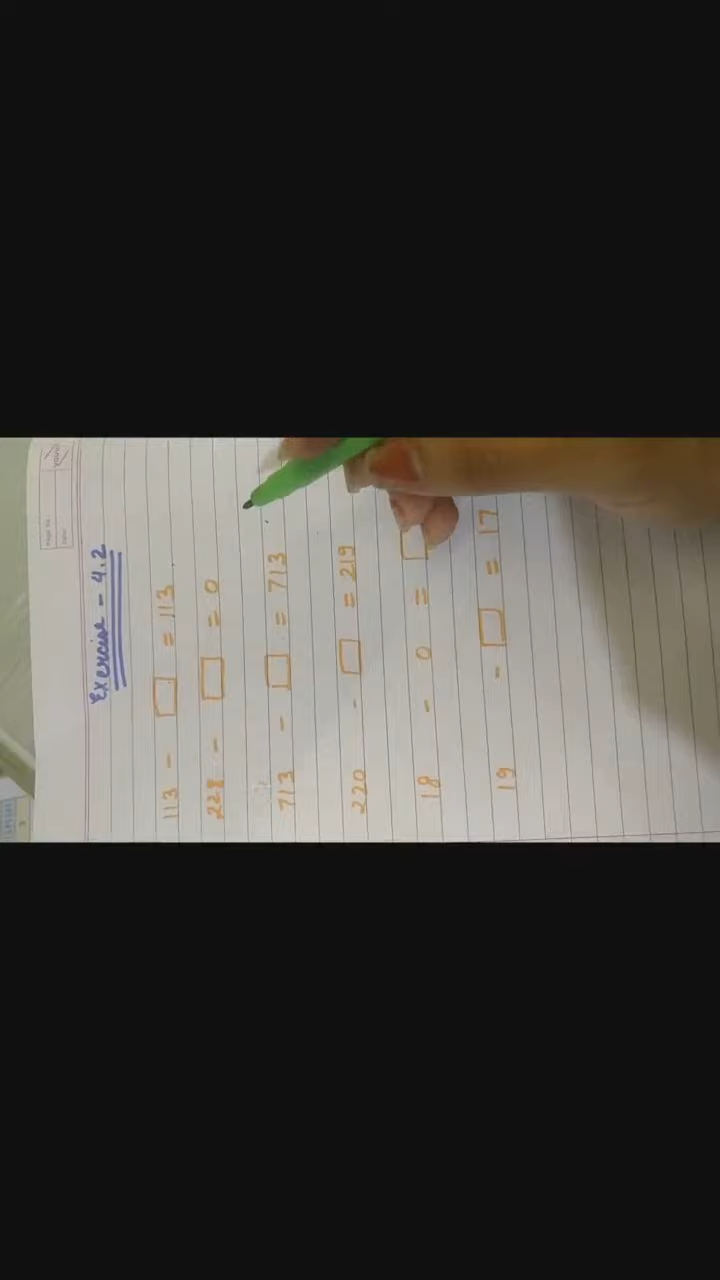 Exercise - 4.2
113 - □ = 113
228 - □ = 0
713 - □ = 713
220 - □ = 219
18 - 0 = □
19 - □ = 17